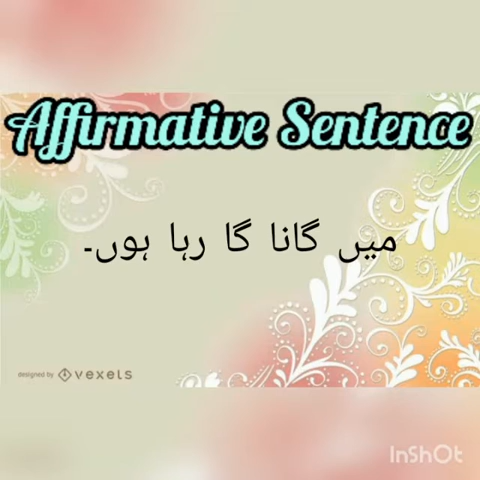 Affirmative Sentence
میں گانا گا رہا ہوں۔
designed by vexels
InShOt